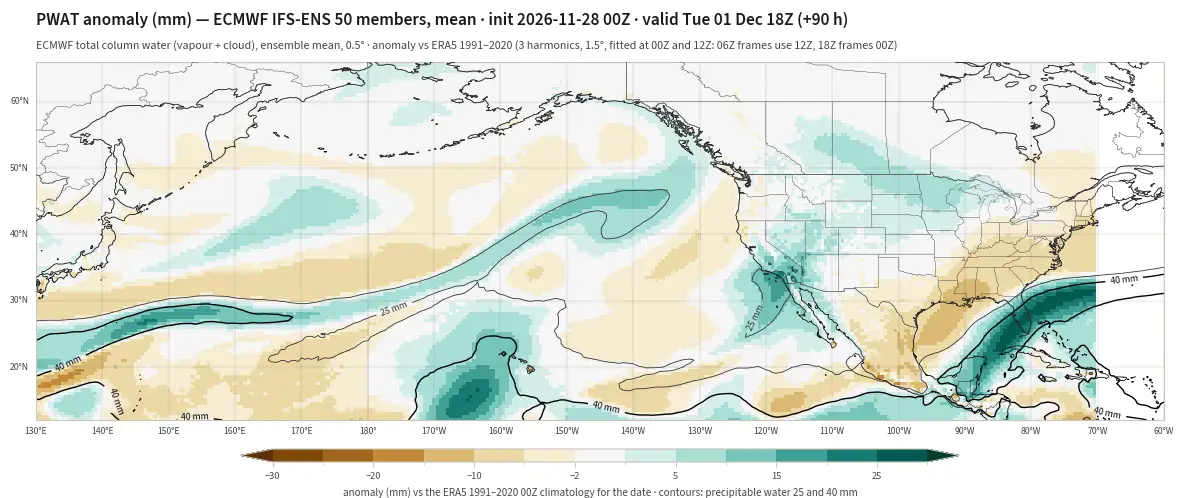 PWAT anomaly (mm) — ECMWF IFS-ENS 50 members, mean · init 2026-11-28 00Z · valid Tue 01 Dec 18Z (+90 h)
ECMWF total column water (vapour + cloud), ensemble mean, 0.5° · anomaly vs ERA5 1991–2020 (3 harmonics, 1.5°, fitted at 00Z and 12Z: 06Z frames use 12Z, 18Z frames 00Z)
60°N
50°N
40°N
30°N
20°N
40 mm
25 mm
25 mm
40 mm
40 mm
40 mm
40 mm
40 mm
130°E 140°E 150°E 160°E 170°E 180° 170°W 160°W 150°W 140°W 130°W 120°W 110°W 100°W 90°W 80°W 70°W 60°W
−30 −20 −10 −2 5 15 25
anomaly (mm) vs the ERA5 1991–2020 00Z climatology for the date · contours: precipitable water 25 and 40 mm